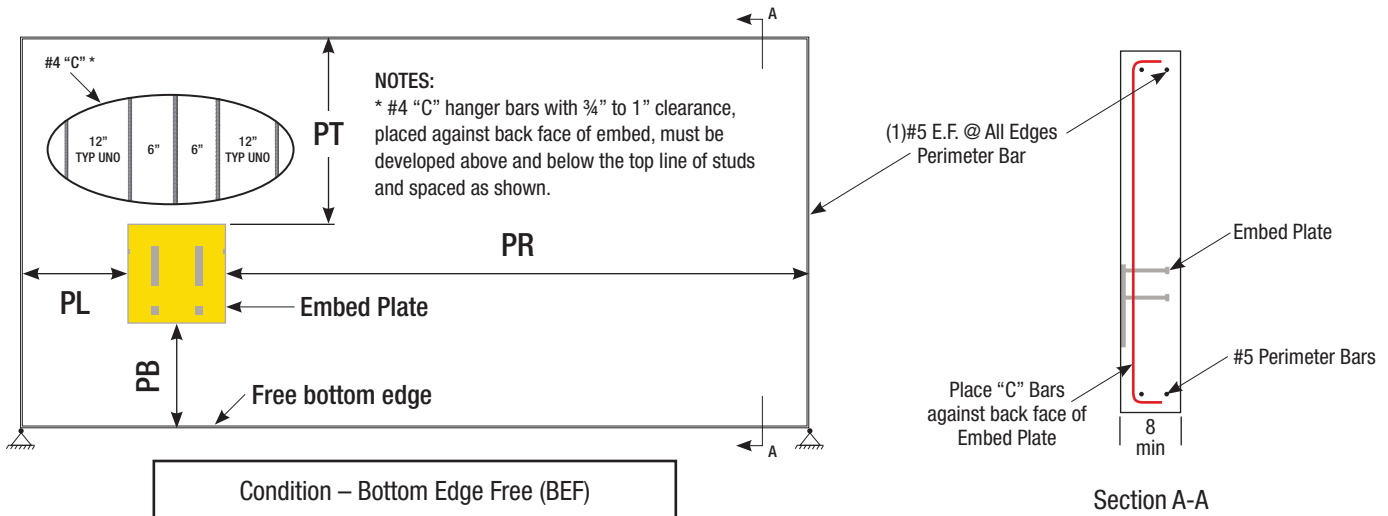 A
#4 “C” *
12”
TYP UNO
6”
6”
12”
TYP UNO
PT
NOTES:
* #4 “C” hanger bars with ¾” to 1” clearance,
placed against back face of embed, must be
developed above and below the top line of studs
and spaced as shown.
PR
PL
Embed Plate
PB
Free bottom edge
A
Condition – Bottom Edge Free (BEF)
(1)#5 E.F. @ All Edges
Perimeter Bar
Embed Plate
#5 Perimeter Bars
Place “C” Bars
against back face of
Embed Plate
8
min
Section A-A